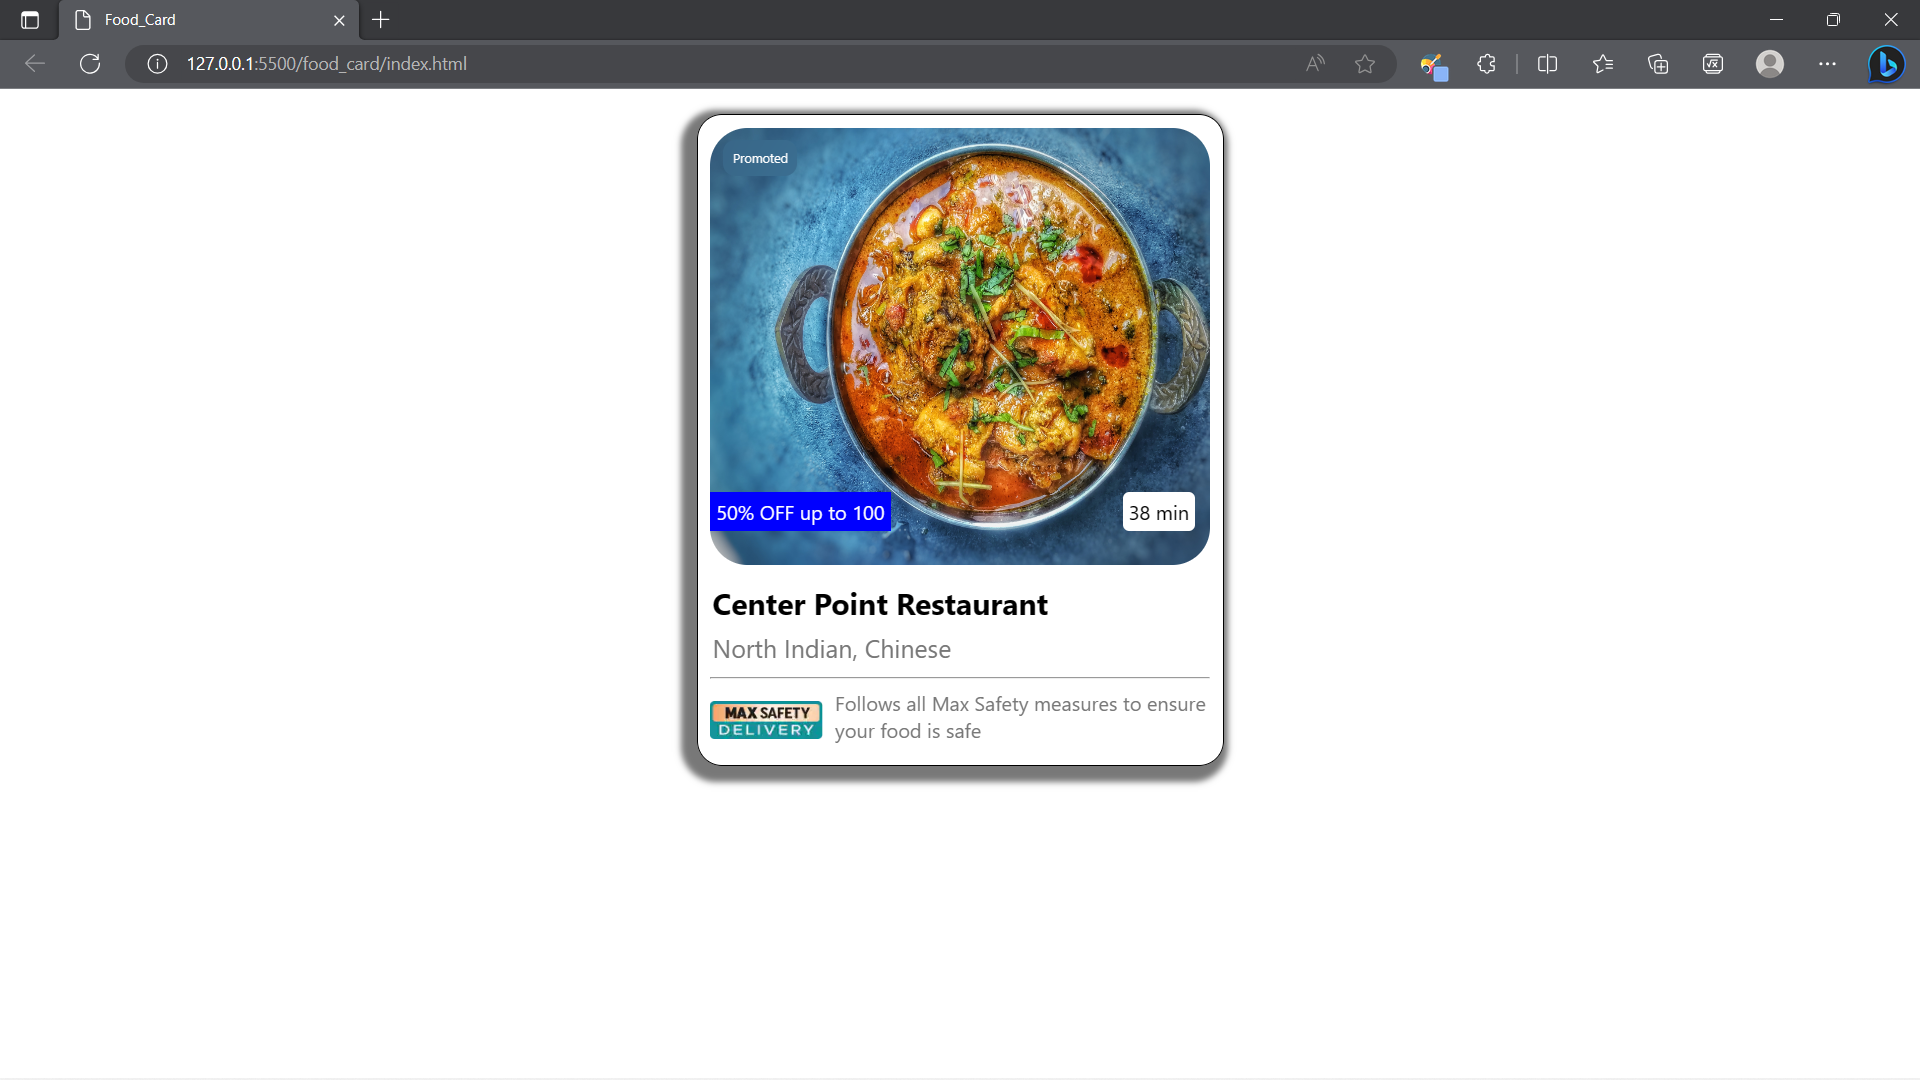 Food_Card
127.0.0.1:5500/food_card/index.html
Promoted
50% OFF up to 100
38 min
Center Point Restaurant
North Indian, Chinese
MAX SAFETY
DELIVERY
Follows all Max Safety measures to ensure
your food is safe